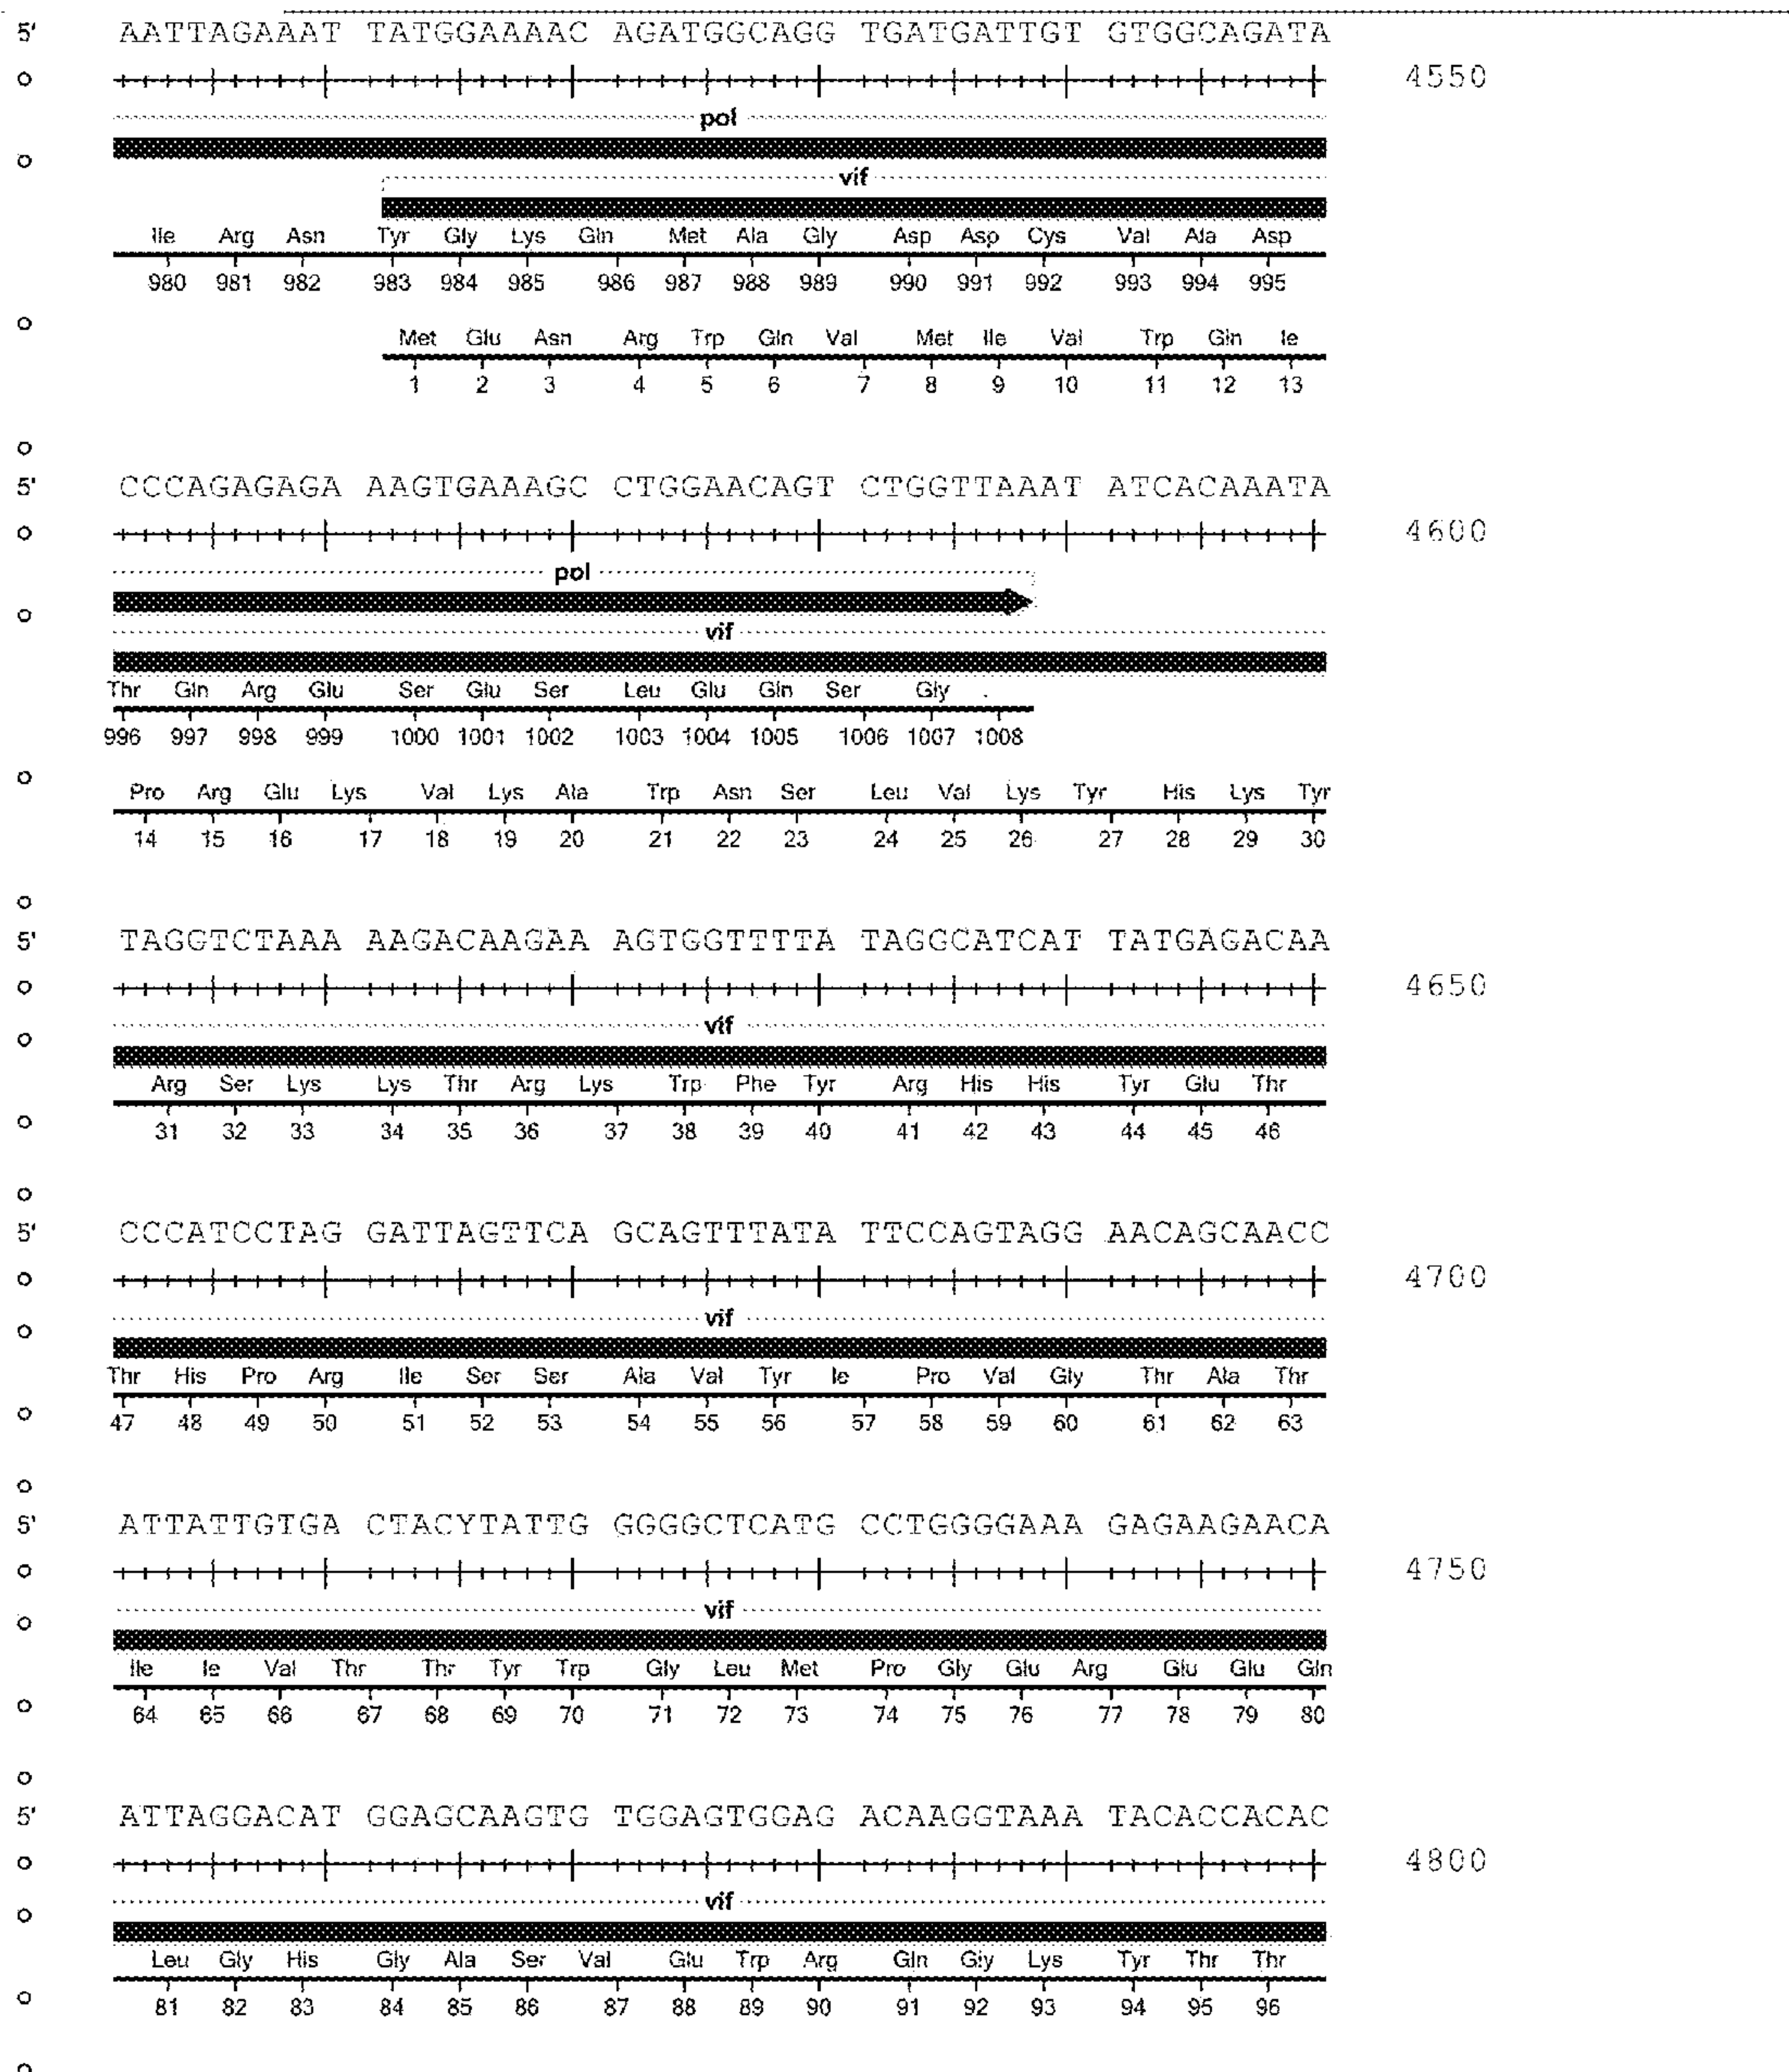 5' AATTAGAAAT TATGGAAAAC AGATGGCAGG TGATGATTGT GTGGCAGATA
4550
pol
vif
Ile Arg Asn Tyr Gly Lys Gln Met Ala Gly Asp Asp Cys Val Ala Asp
980 981 982 983 984 985 986 987 988 989 990 991 992 993 994 995
Met Glu Asn Arg Trp Gln Val Met Ile Val Trp Gln Ie
1 2 3 4 5 6 7 8 9 10 11 12 13
5' CCCAGAGAGA AAGTGAAAGC CTGGAACAGT CTGGTTAAAT ATCACAAATA
4600
pol
vif
Thr Gln Arg Glu Ser Glu Ser Leu Glu Gln Ser Gly .
996 997 998 999 1000 1001 1002 1003 1004 1005 1006 1007 1008
Pro Arg Glu Lys Val Lys Ala Trp Asn Ser Leu Val Lys Tyr His Lys Tyr
14 15 16 17 18 19 20 21 22 23 24 25 26 27 28 29 30
5' TAGGTCTAAA AAGACAAGAA AGTGGTTTTA TAGGCATCAT TATGAGACAA
4650
vif
Arg Ser Lys Lys Thr Arg Lys Trp Phe Tyr Arg His His Tyr Glu Thr
31 32 33 34 35 36 37 38 39 40 41 42 43 44 45 46
5' CCCATCCTAG GATTAGTTCA GCAGTTTATA TTCCAGTAGG AACAGCAACC
4700
vif
Thr His Pro Arg Ile Ser Ser Ala Val Tyr Ie Pro Val Gly Thr Ala Thr
47 48 49 50 51 52 53 54 55 56 57 58 59 60 61 62 63
5' ATTATTGTGA CTACYTATTG GGGGCTCATG CCTGGGGAAA GAGAAGAACA
4750
vif
Ile Ie Val Thr Thr Tyr Trp Gly Leu Met Pro Gly Glu Arg Glu Glu Gln
64 65 66 67 68 69 70 71 72 73 74 75 76 77 78 79 80
5' ATTAGGACAT GGAGCAAGTG TGGAGTGGAG ACAAGGTAAA TACACCACAC
4800
vif
Leu Gly His Gly Ala Ser Val Glu Trp Arg Gln Gly Lys Tyr Thr Thr
81 82 83 84 85 86 87 88 89 90 91 92 93 94 95 96